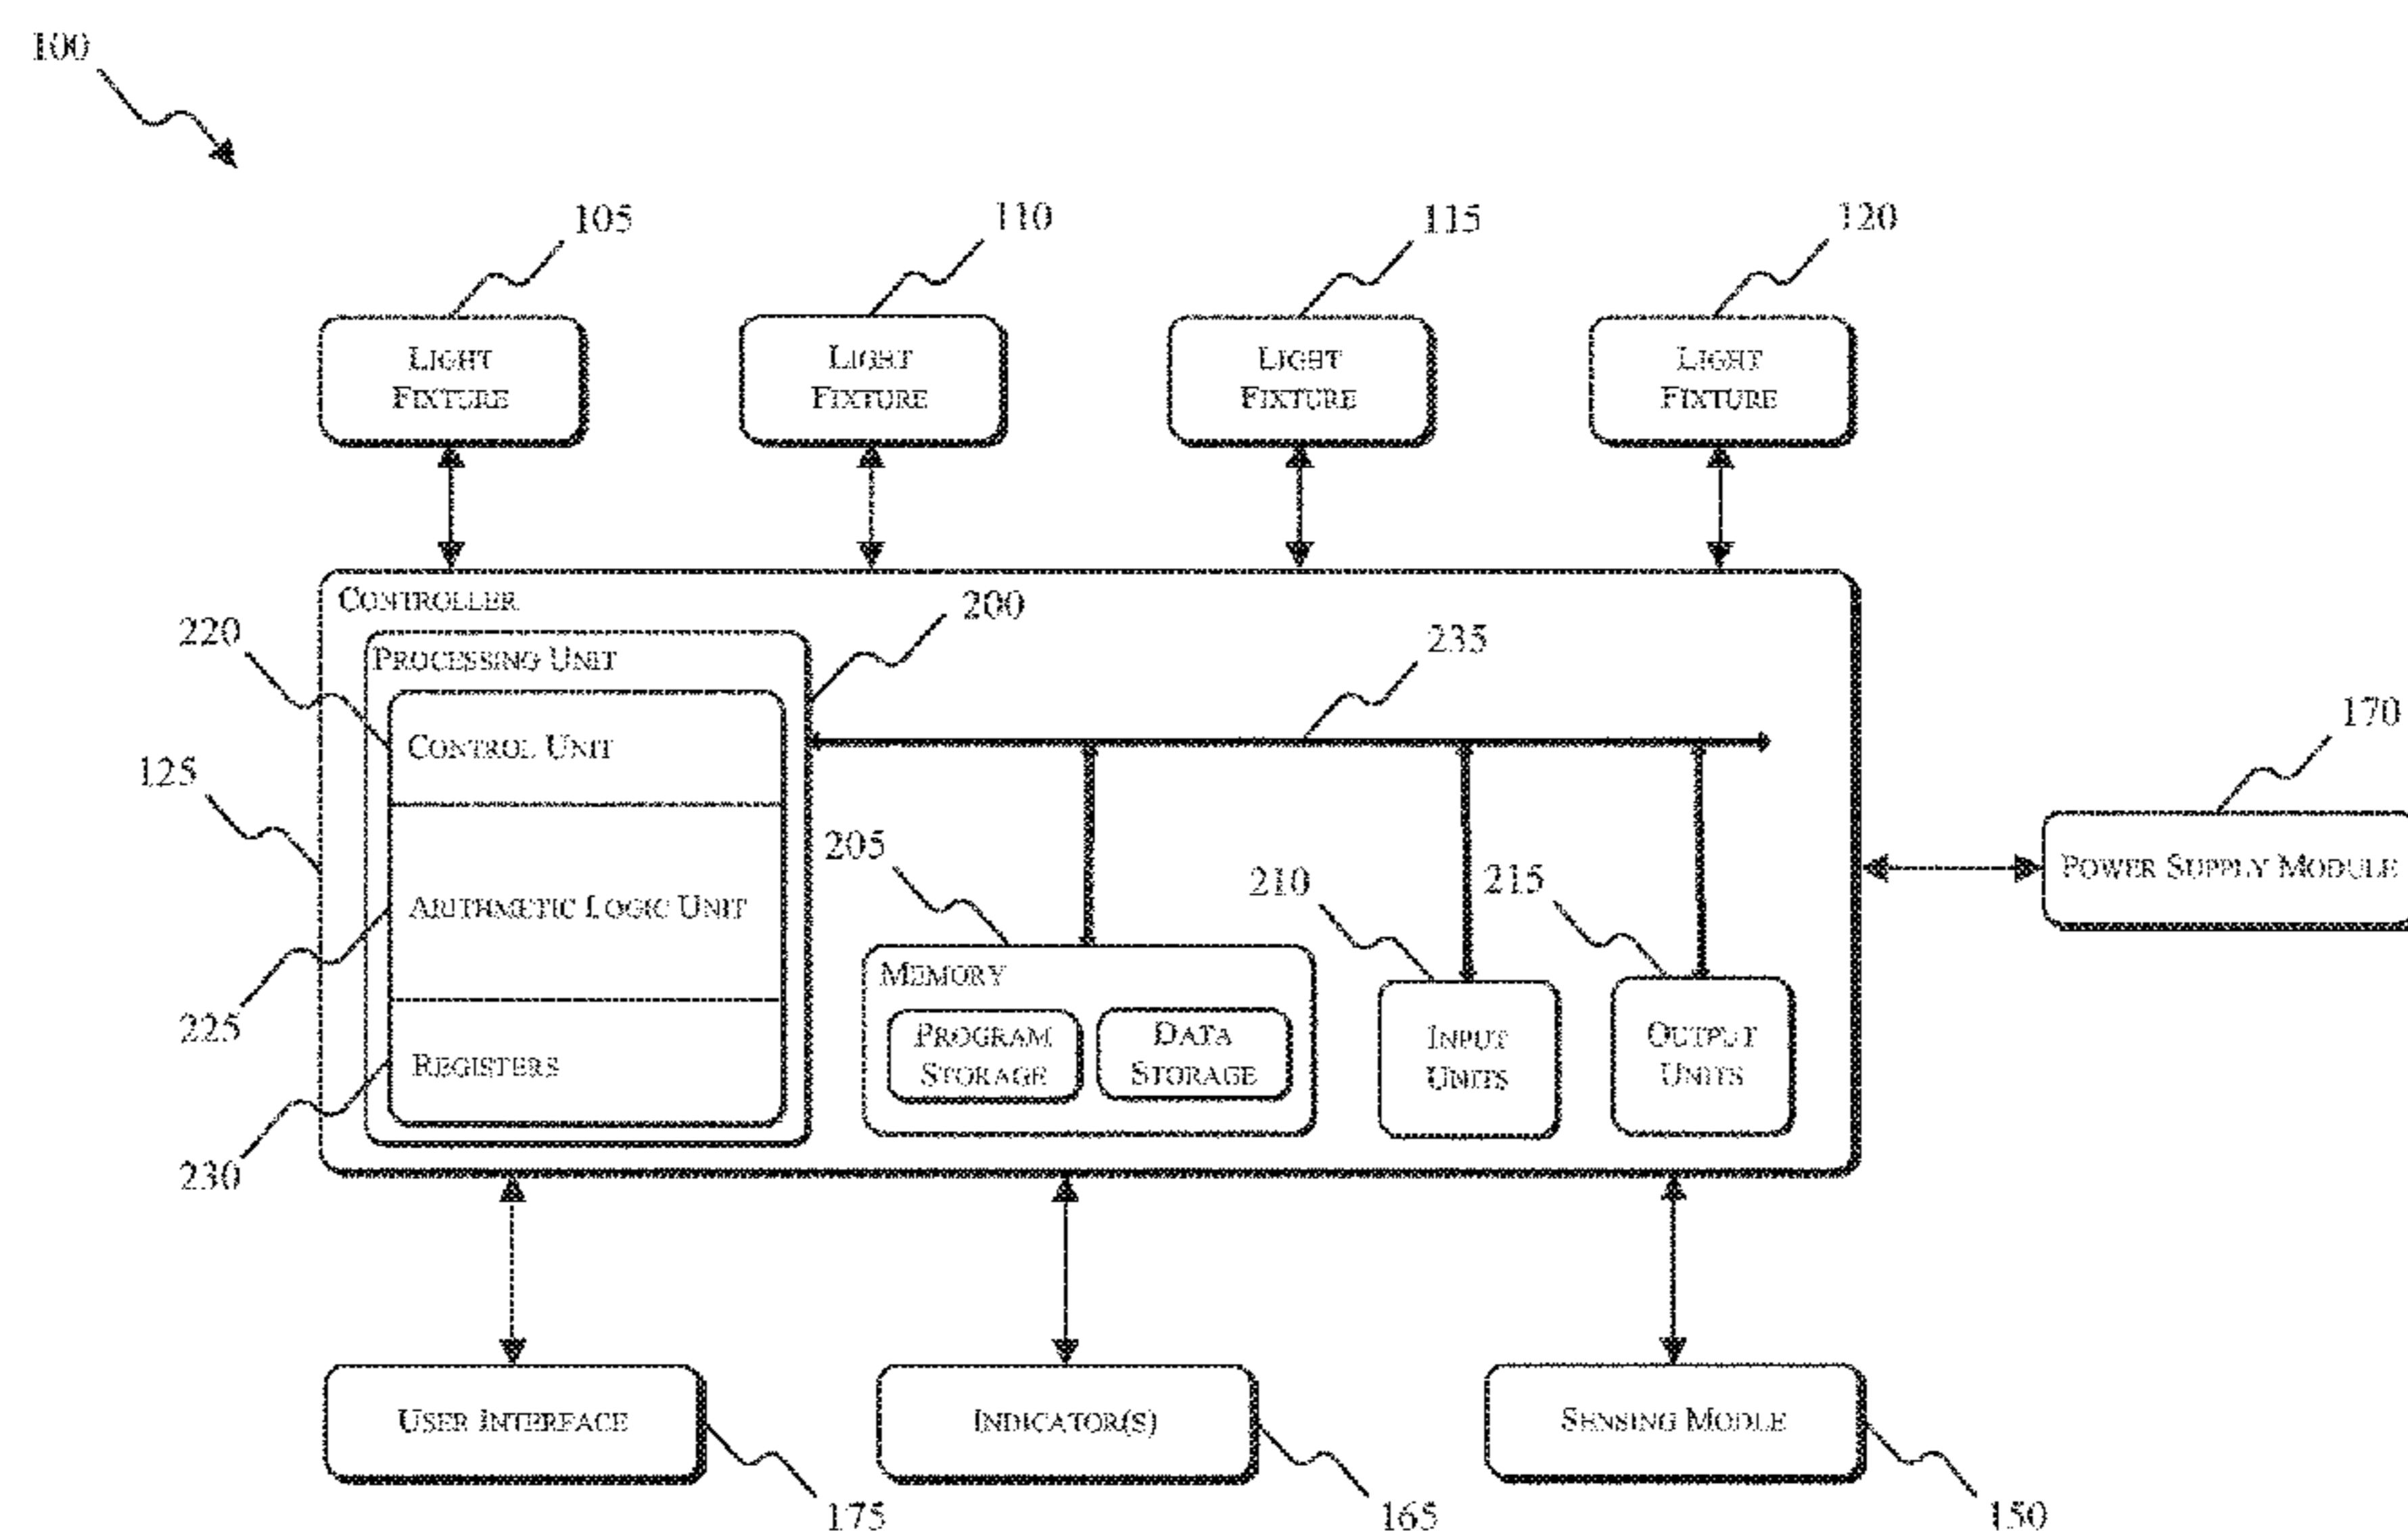 100
105
110
115
120
LIGHT
FIXTURE
LIGHT
FIXTURE
LIGHT
FIXTURE
LIGHT
FIXTURE
CONTROLLER
200
220
PROCESSING UNIT
235
CONTROL UNIT
170
125
205
POWER SUPPLY MODULE
210
215
ARITHMETIC LOGIC UNIT
MEMORY
225
PROGRAM
STORAGE
DATA
STORAGE
INPUT
UNITS
OUTPUT
UNITS
REGISTERS
230
USER INTERFACE
INDICATOR(S)
SENSING MODLE
175
165
150